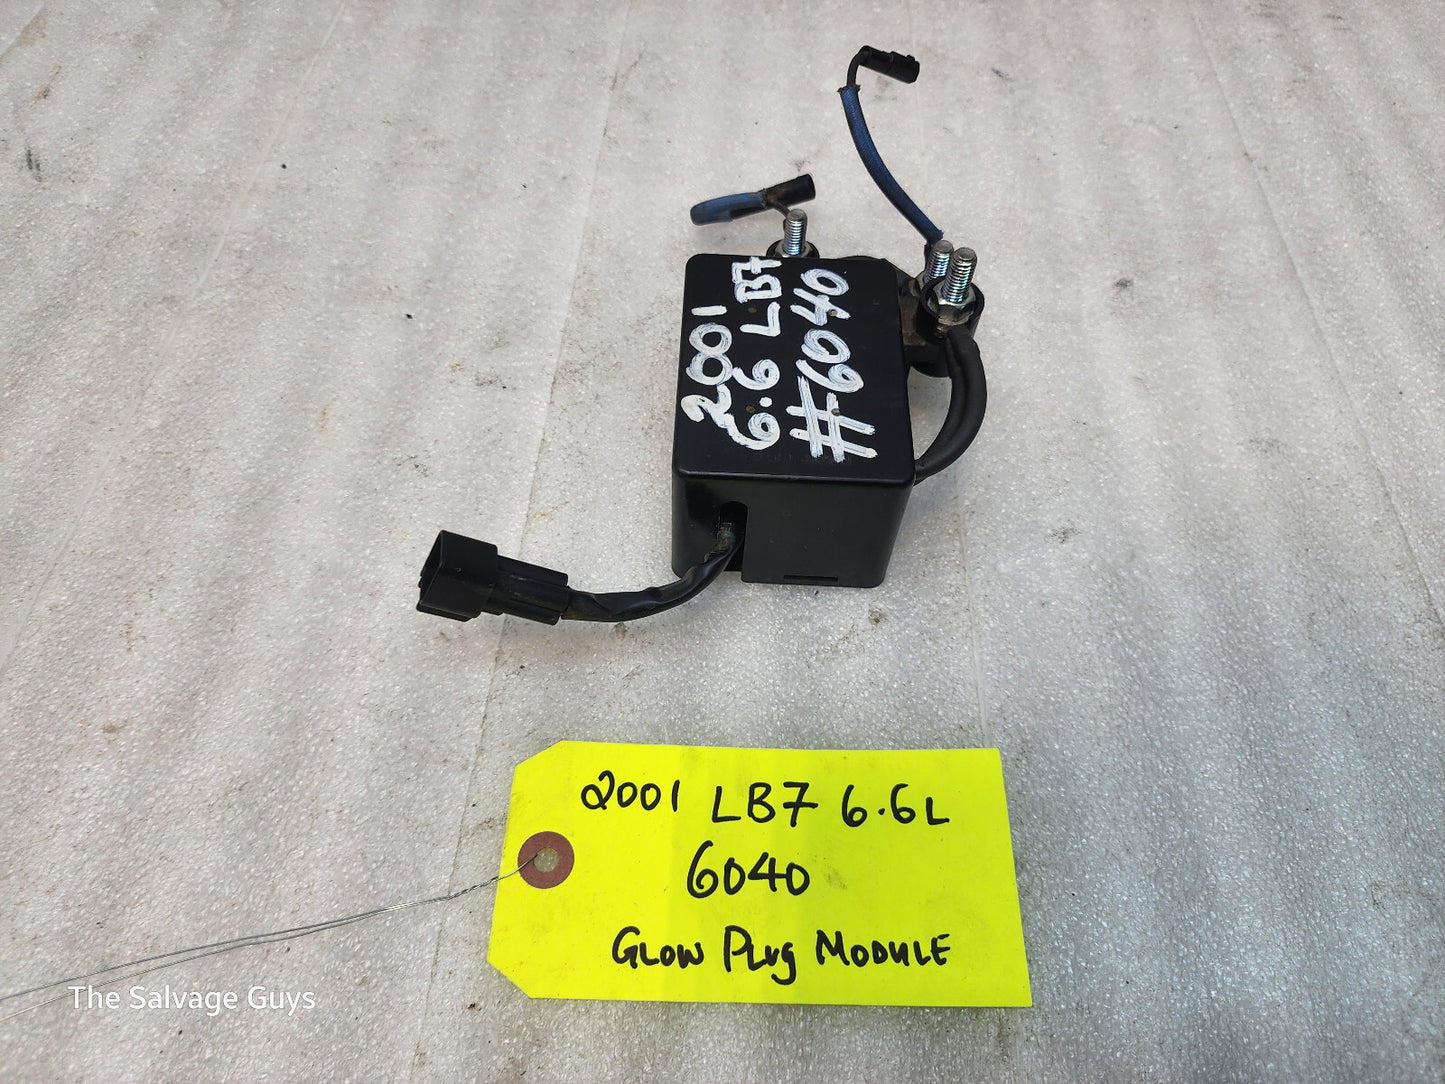 2001
6.6 LB7
#6040
2001 LB7 6.6L
6040
GLOW PLUg MODULE
The Salvage Guys